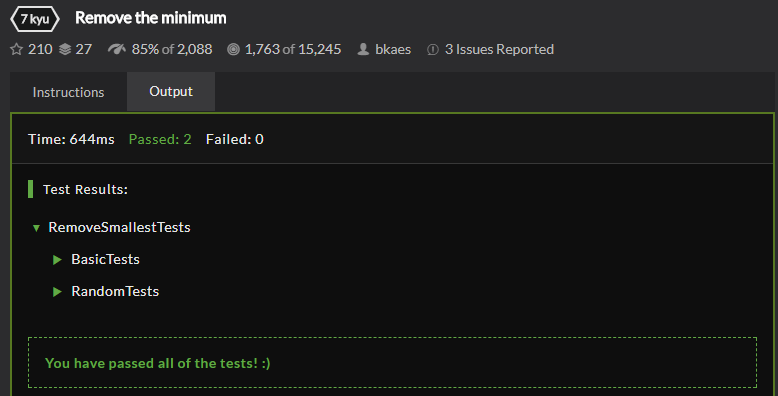 7 kyu Remove the minimum
210 27 85% of 2,088 1,763 of 15,245 bkaes 3 Issues Reported
Instructions Output
Time: 644ms Passed: 2 Failed: 0
Test Results:
RemoveSmallestTests
BasicTests
RandomTests
You have passed all of the tests! :)